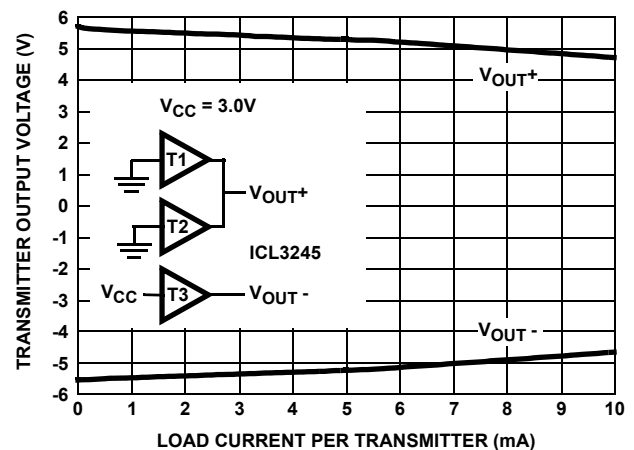 TRANSMITTER OUTPUT VOLTAGE (V)
6
5
4
3
2
1
0
-1
-2
-3
-4
-5
-6
VOUT+
VCC = 3.0V
T1
VOUT+
T2
ICL3245
VCC
T3
VOUT -
VOUT -
0 1 2 3 4 5 6 7 8 9 10
LOAD CURRENT PER TRANSMITTER (mA)